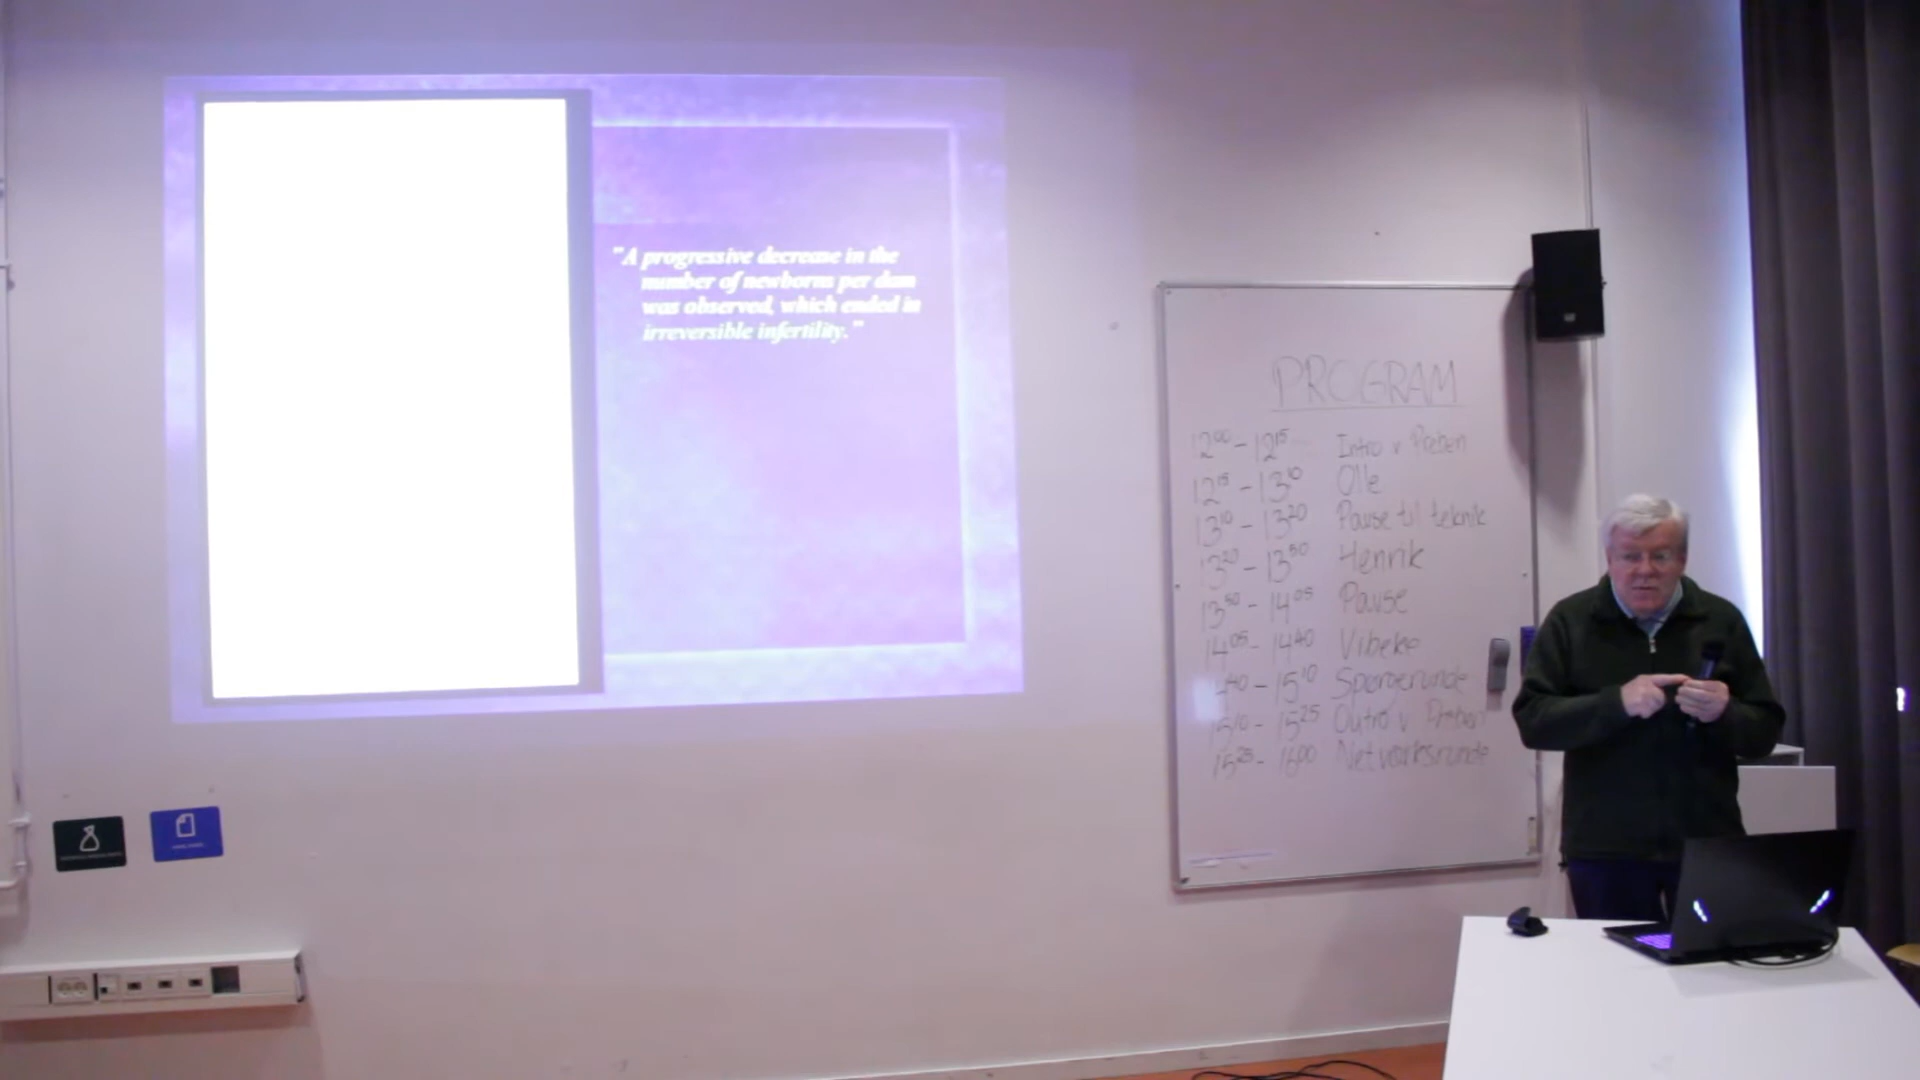 "A progressive decrease in the
number of newborns per dam
was observed, which ended in
irreversible infertility."
PROGRAM
12⁰⁰ - 12¹⁵ Intro v Preben
12¹⁵ - 13¹⁰ Olle
13¹⁰ - 13²⁰ Pause til teknik
13²⁰ - 13⁵⁰ Henrik
13⁵⁰ - 14⁰⁵ Pause
14⁰⁵ - 14⁴⁰ Vibeke
14⁴⁰ - 15¹⁰ Spørgerunde
15¹⁰ - 15²⁵ Outro v Preben
15²⁵ - 16⁰⁰ Netværksrunde